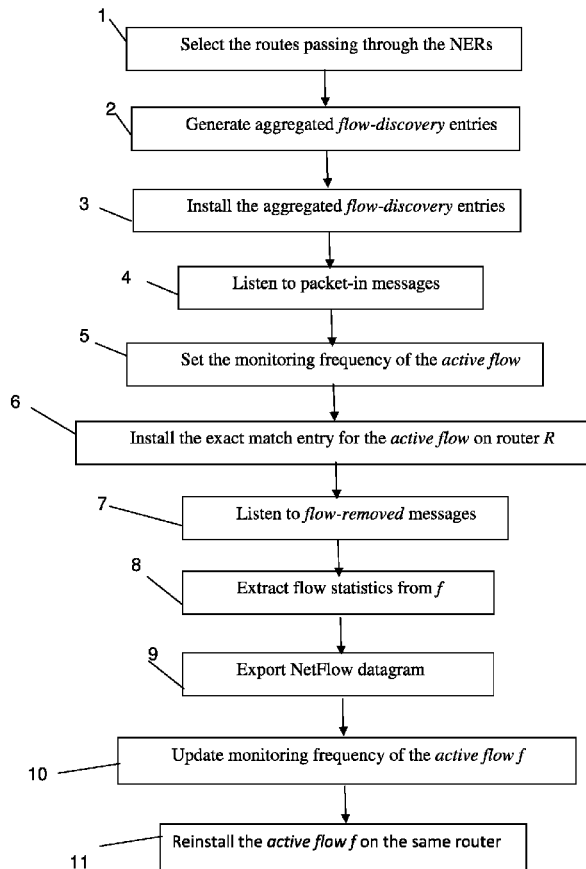 1
Select the routes passing through the NERs
2
Generate aggregated flow-discovery entries
3
Install the aggregated flow-discovery entries
4
Listen to packet-in messages
5
Set the monitoring frequency of the active flow
6
Install the exact match entry for the active flow on router R
7
Listen to flow-removed messages
8
Extract flow statistics from f
9
Export NetFlow datagram
10
Update monitoring frequency of the active flow f
11
Reinstall the active flow f on the same router